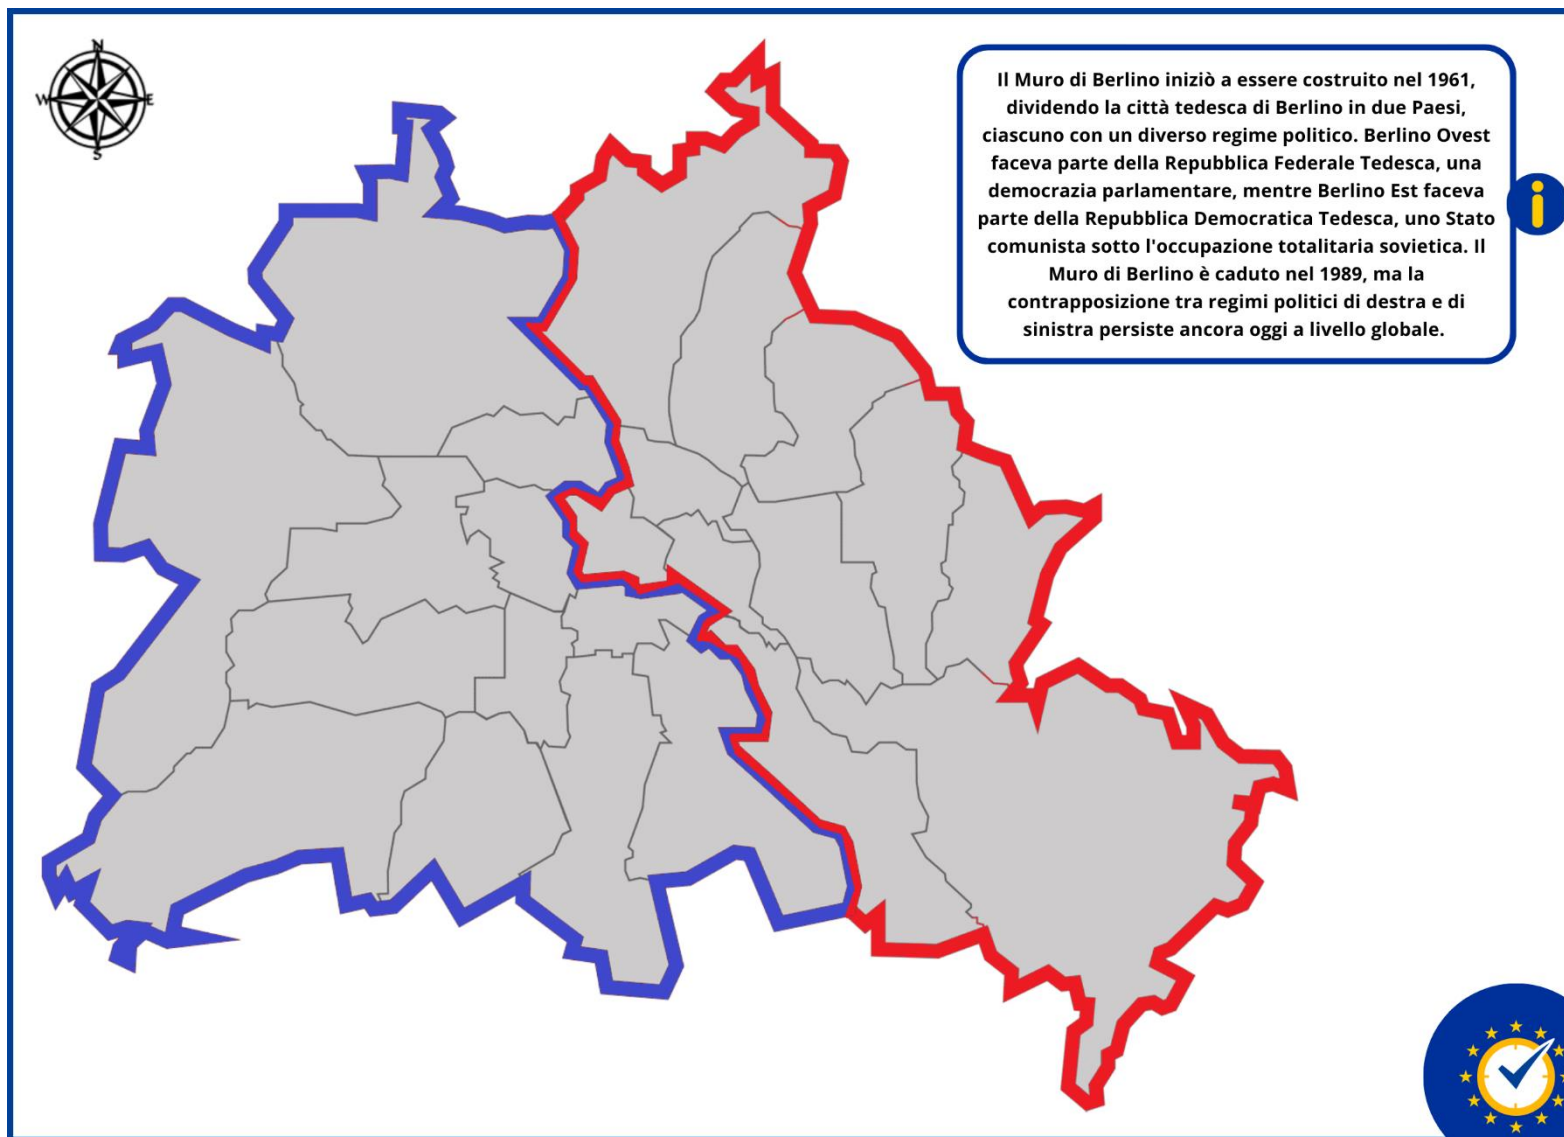 N
W E
S
Il Muro di Berlino iniziò a essere costruito nel 1961,
dividendo la città tedesca di Berlino in due Paesi,
ciascuno con un diverso regime politico. Berlino Ovest
faceva parte della Repubblica Federale Tedesca, una
democrazia parlamentare, mentre Berlino Est faceva
parte della Repubblica Democratica Tedesca, uno Stato
comunista sotto l'occupazione totalitaria sovietica. Il
Muro di Berlino è caduto nel 1989, ma la
contrapposizione tra regimi politici di destra e di
sinistra persiste ancora oggi a livello globale.
i